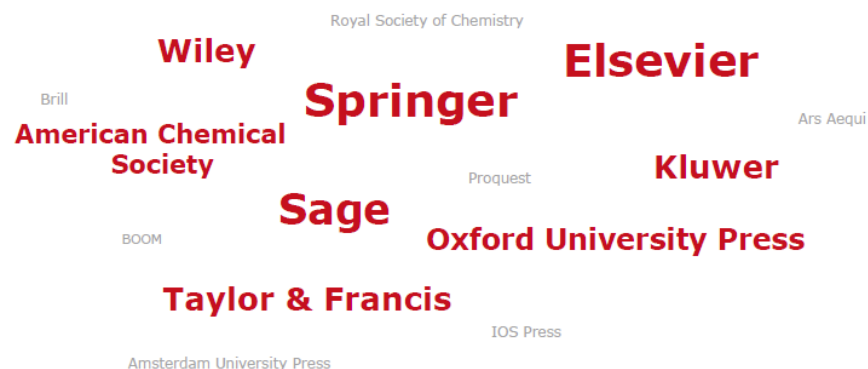 Royal Society of Chemistry
Wiley
Elsevier
Springer
Brill
Ars Aequi
American Chemical
Society
Kluwer
Proquest
Sage
BOOM
Oxford University Press
Taylor & Francis
IOS Press
Amsterdam University Press